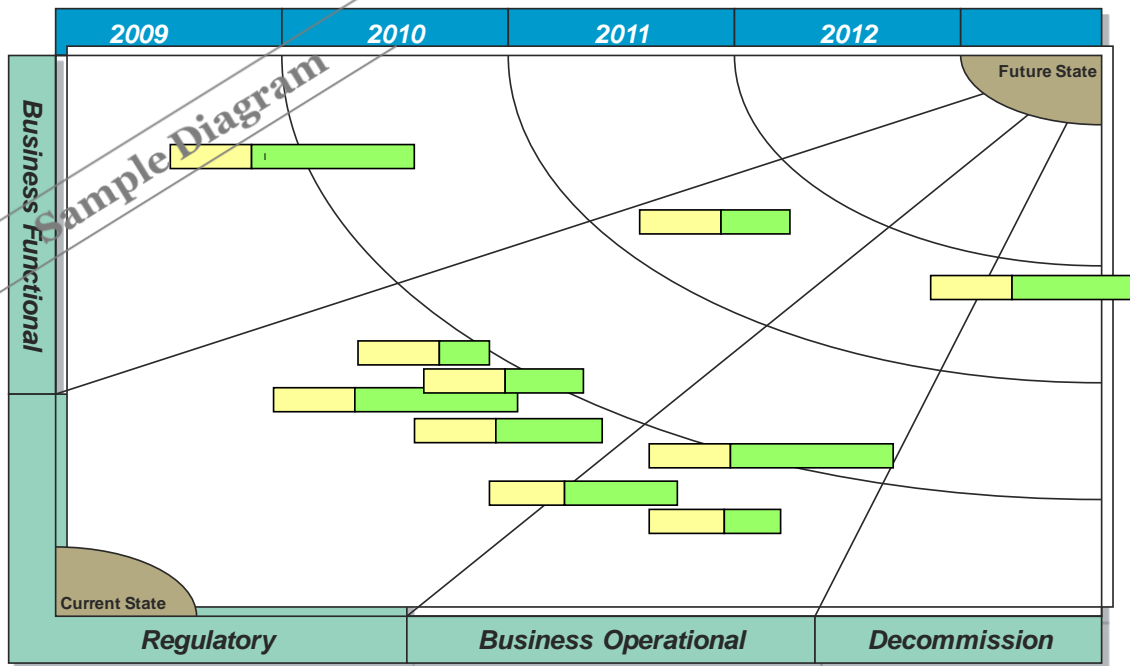 2009 2010 2011 2012
Future State
Business Functional
Sample Diagram
Current State
Regulatory Business Operational Decommission